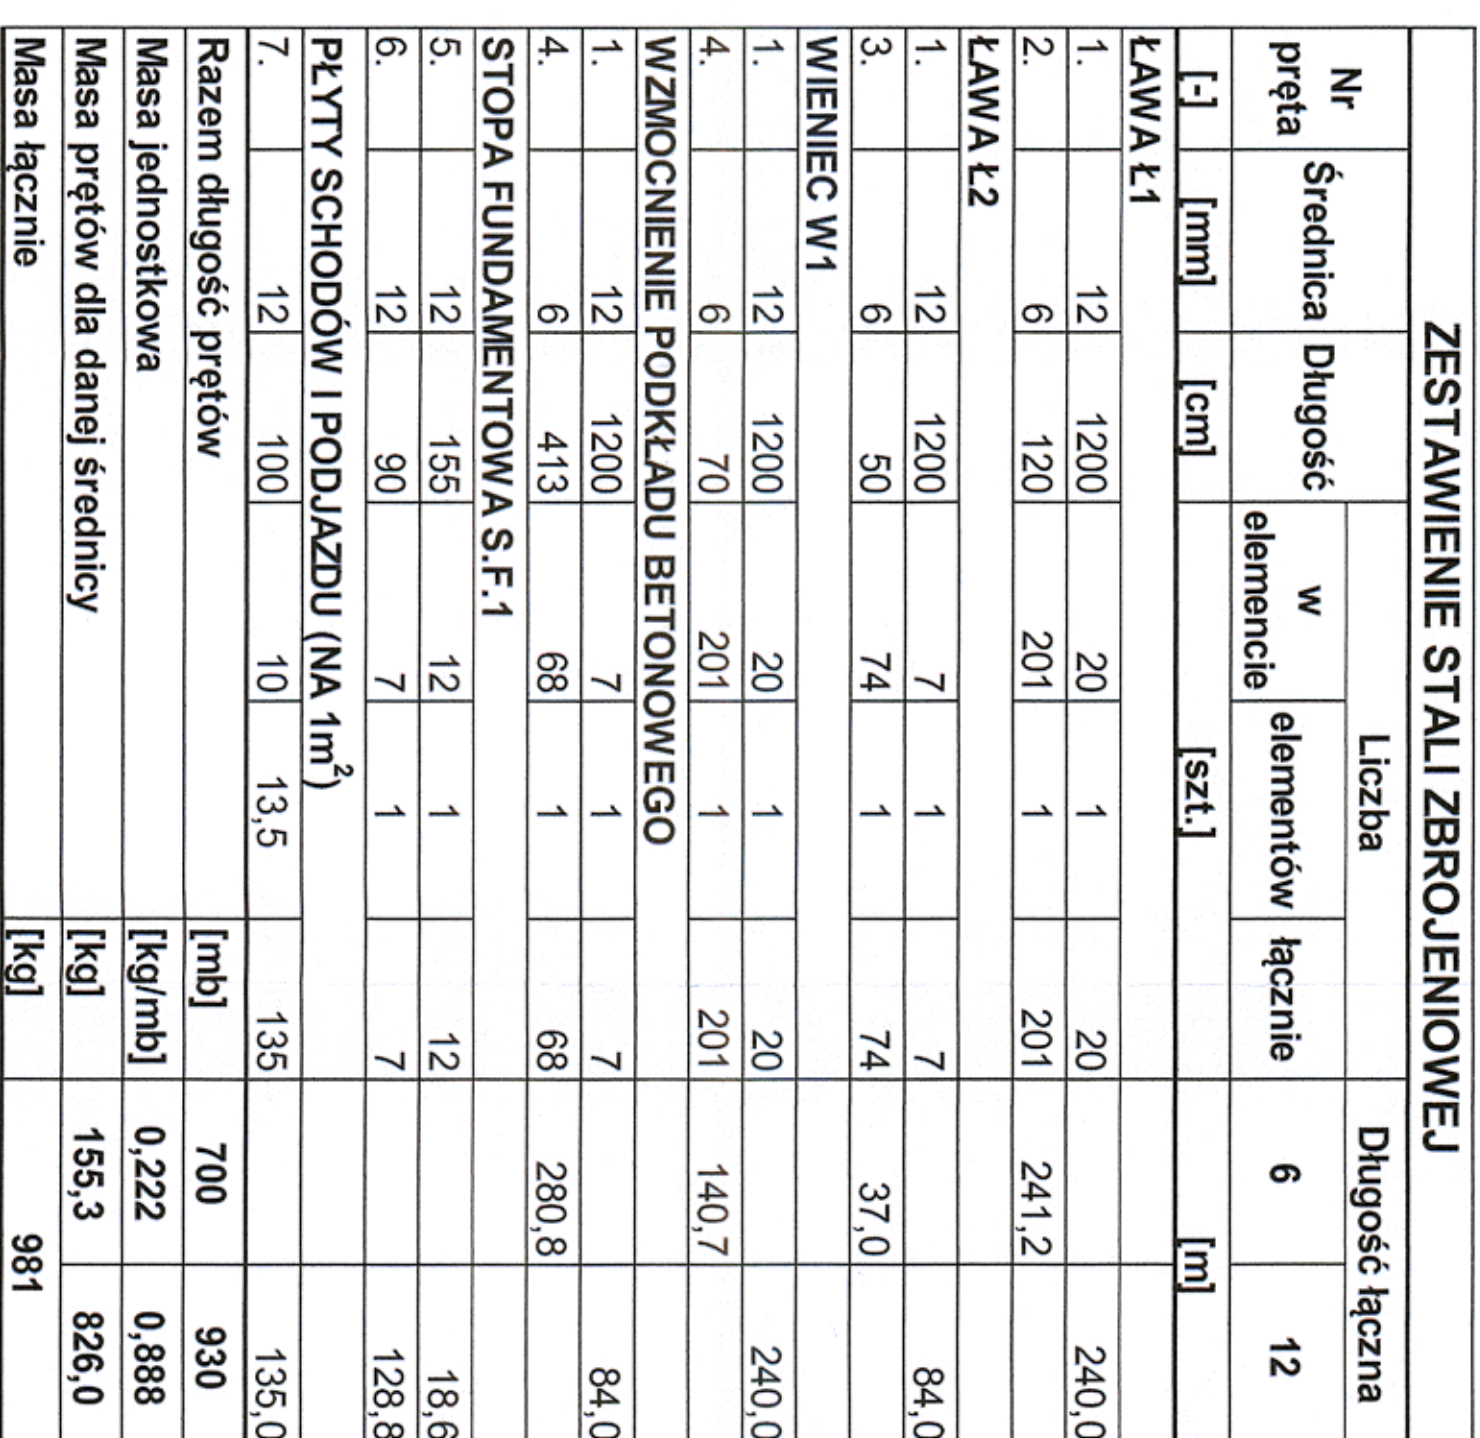 ZESTAWIENIE STALI ZBROJENIOWEJ
Nr pręta Średnica Długość Liczba Długość łączna
w elemencie elementów łącznie 6 12
[-] [mm] [cm] [szt.] [m]
ŁAWA Ł1
1. 12 1200 20 1 20 240,0
2. 6 120 201 1 201 241,2
ŁAWA Ł2
1. 12 1200 7 1 7 84,0
3. 6 50 74 1 74 37,0
WIENIEC W1
1. 12 1200 20 1 20 240,0
4. 6 70 201 1 201 140,7
WZMOCNIENIE PODKŁADU BETONOWEGO
1. 12 1200 7 1 7 84,0
4. 6 413 68 1 68 280,8
STOPA FUNDAMENTOWA S.F.1
5. 12 155 12 1 12 18,6
6. 12 90 7 1 7 128,8
PŁYTY SCHODÓW I PODJAZDU (NA 1m²)
7. 12 100 10 13,5 135 135,0
Razem długość prętów [mb] 700 930
Masa jednostkowa [kg/mb] 0,222 0,888
Masa prętów dla danej średnicy [kg] 155,3 826,0
Masa łącznie [kg] 981